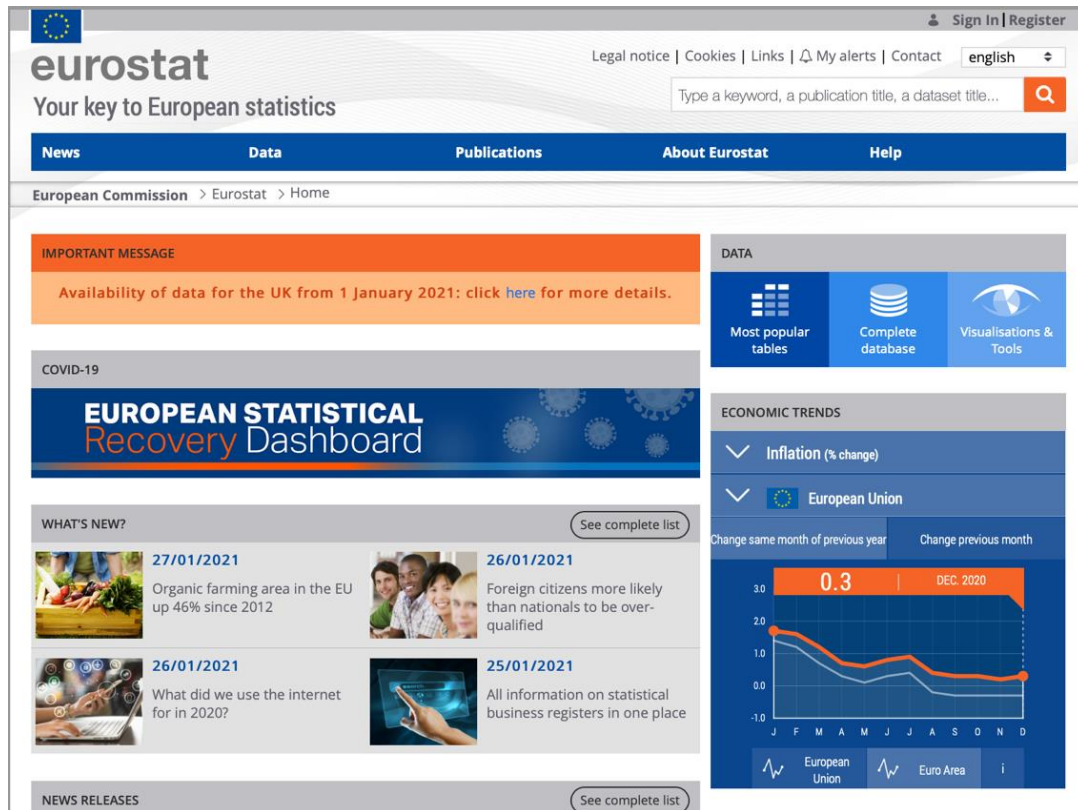 Sign In | Register
eurostat
Your key to European statistics
Legal notice | Cookies | Links | My alerts | Contact
english
Type a keyword, a publication title, a dataset title...
News Data Publications About Eurostat Help
European Commission > Eurostat > Home
IMPORTANT MESSAGE
Availability of data for the UK from 1 January 2021: click here for more details.
COVID-19
EUROPEAN STATISTICAL
Recovery Dashboard
WHAT'S NEW?
See complete list
27/01/2021
Organic farming area in the EU
up 46% since 2012
26/01/2021
Foreign citizens more likely
than nationals to be over-
qualified
26/01/2021
What did we use the internet
for in 2020?
25/01/2021
All information on statistical
business registers in one place
NEWS RELEASES
See complete list
DATA
Most popular
tables
Complete
database
Visualisations &
Tools
ECONOMIC TRENDS
Inflation (% change)
European Union
Change same month of previous year
Change previous month
0.3 | DEC. 2020
3.0
2.0
1.0
0.0
-1.0
J F M A M J J A S O N D
European
Union
Euro Area
i